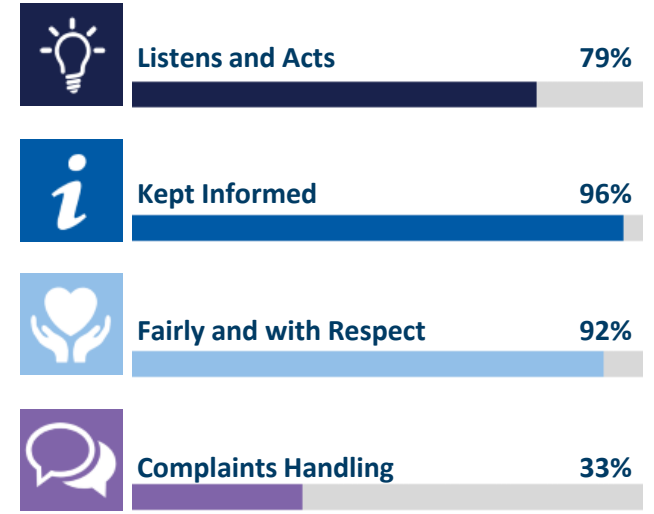 Listens and Acts 79%
Kept Informed 96%
Fairly and with Respect 92%
Complaints Handling 33%